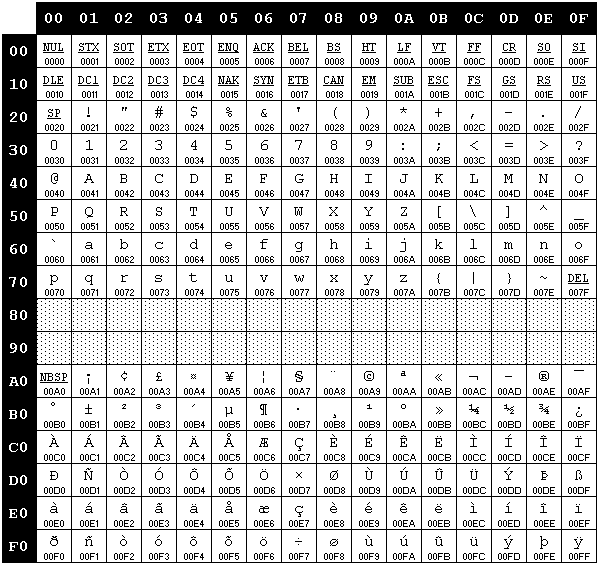 00 01 02 03 04 05 06 07 08 09 0A 0B 0C 0D 0E 0F
00 NUL STX SOT ETX EOT ENQ ACK BEL BS HT LF VT FF CR SO SI
0000 0001 0002 0003 0004 0005 0006 0007 0008 0009 000A 000B 000C 000D 000E 000F
10 DLE DC1 DC2 DC3 DC4 NAK SYN ETB CAN EM SUB ESC FS GS RS US
0010 0011 0012 0013 0014 0015 0016 0017 0018 0019 001A 001B 001C 001D 001E 001F
20 SP ! " # $ % & ' ( ) * + , - . /
0020 0021 0022 0023 0024 0025 0026 0027 0028 0029 002A 002B 002C 002D 002E 002F
30 0 1 2 3 4 5 6 7 8 9 : ; < = > ?
0030 0031 0032 0033 0034 0035 0036 0037 0038 0039 003A 003B 003C 003D 003E 003F
40 @ A B C D E F G H I J K L M N O
0040 0041 0042 0043 0044 0045 0046 0047 0048 0049 004A 004B 004C 004D 004E 004F
50 P Q R S T U V W X Y Z [ \ ] ^ _
0050 0051 0052 0053 0054 0055 0056 0057 0058 0059 005A 005B 005C 005D 005E 005F
60 ` a b c d e f g h i j k l m n o
0060 0061 0062 0063 0064 0065 0066 0067 0068 0069 006A 006B 006C 006D 006E 006F
70 p q r s t u v w x y z { | } ~ DEL
0070 0071 0072 0073 0074 0075 0076 0077 0078 0079 007A 007B 007C 007D 007E 007F
80
90
A0 NBSP ¡ ¢ £ ¤ ¥ ¦ § ¨ © ª « ¬ - ® ¯
00A0 00A1 00A2 00A3 00A4 00A5 00A6 00A7 00A8 00A9 00AA 00AB 00AC 00AD 00AE 00AF
B0 ° ± ² ³ ´ µ ¶ · ¸ ¹ º » ¼ ½ ¾ ¿
00B0 00B1 00B2 00B3 00B4 00B5 00B6 00B7 00B8 00B9 00BA 00BB 00BC 00BD 00BE 00BF
C0 À Á Â Ã Ä Å Æ Ç È É Ê Ë Ì Í Î Ï
00C0 00C1 00C2 00C3 00C4 00C5 00C6 00C7 00C8 00C9 00CA 00CB 00CC 00CD 00CE 00CF
D0 Ð Ñ Ò Ó Ô Õ Ö × Ø Ù Ú Û Ü Ý Þ ß
00D0 00D1 00D2 00D3 00D4 00D5 00D6 00D7 00D8 00D9 00DA 00DB 00DC 00DD 00DE 00DF
E0 à á â ã ä å æ ç è é ê ë ì í î ï
00E0 00E1 00E2 00E3 00E4 00E5 00E6 00E7 00E8 00E9 00EA 00EB 00EC 00ED 00EE 00EF
F0 ð ñ ò ó ô õ ö ÷ ø ù ú û ü ý þ ÿ
00F0 00F1 00F2 00F3 00F4 00F5 00F6 00F7 00F8 00F9 00FA 00FB 00FC 00FD 00FE 00FF